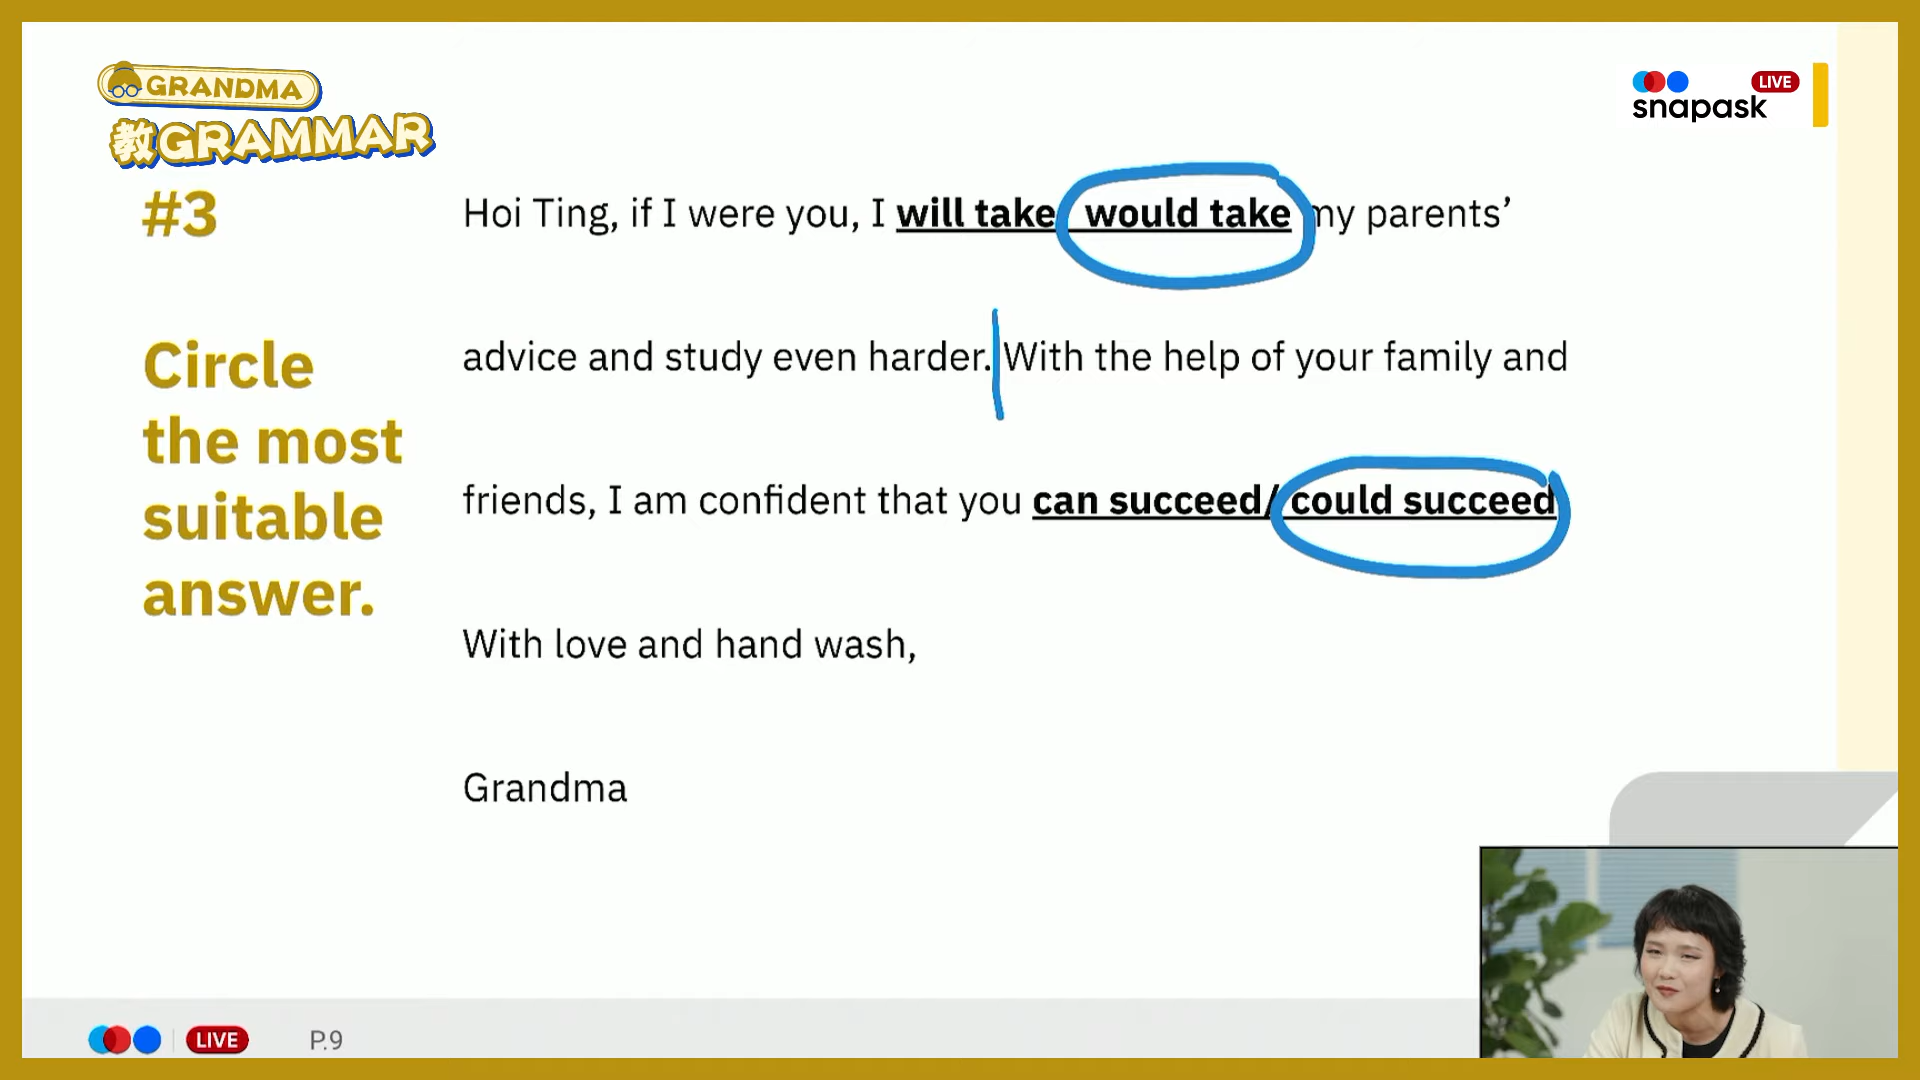 GRANDMA
教GRAMMAR
LIVE
snapask
#3
Circle
the most
suitable
answer.
Hoi Ting, if I were you, I will take would take my parents’
advice and study even harder. With the help of your family and
friends, I am confident that you can succeed/ could succeed
With love and hand wash,
Grandma
LIVE
P.9